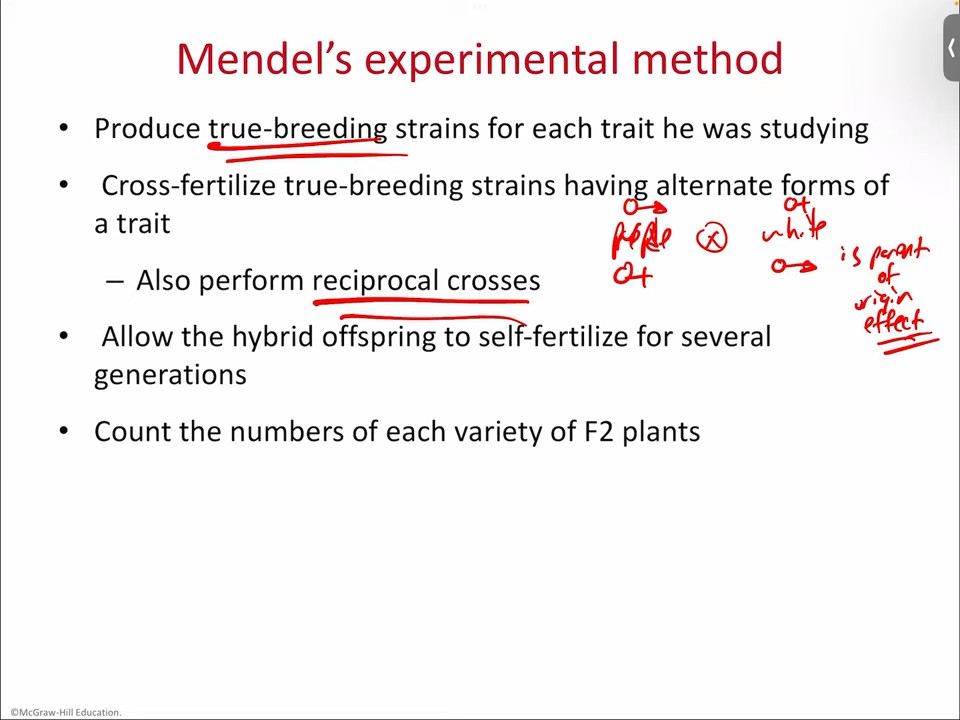 Mendel's experimental method
• Produce true-breeding strains for each trait he was studying
• Cross-fertilize true-breeding strains having alternate forms of
a trait
– Also perform reciprocal crosses
• Allow the hybrid offspring to self-fertilize for several
generations
• Count the numbers of each variety of F2 plants
purple x white
is parent
of
origin
effect
©McGraw-Hill Education.